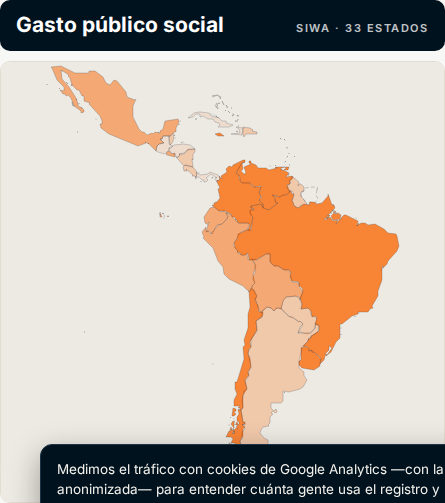 Gasto público social
SIWA · 33 ESTADOS
Medimos el tráfico con cookies de Google Analytics —con la
anonimizada— para entender cuánta gente usa el registro y